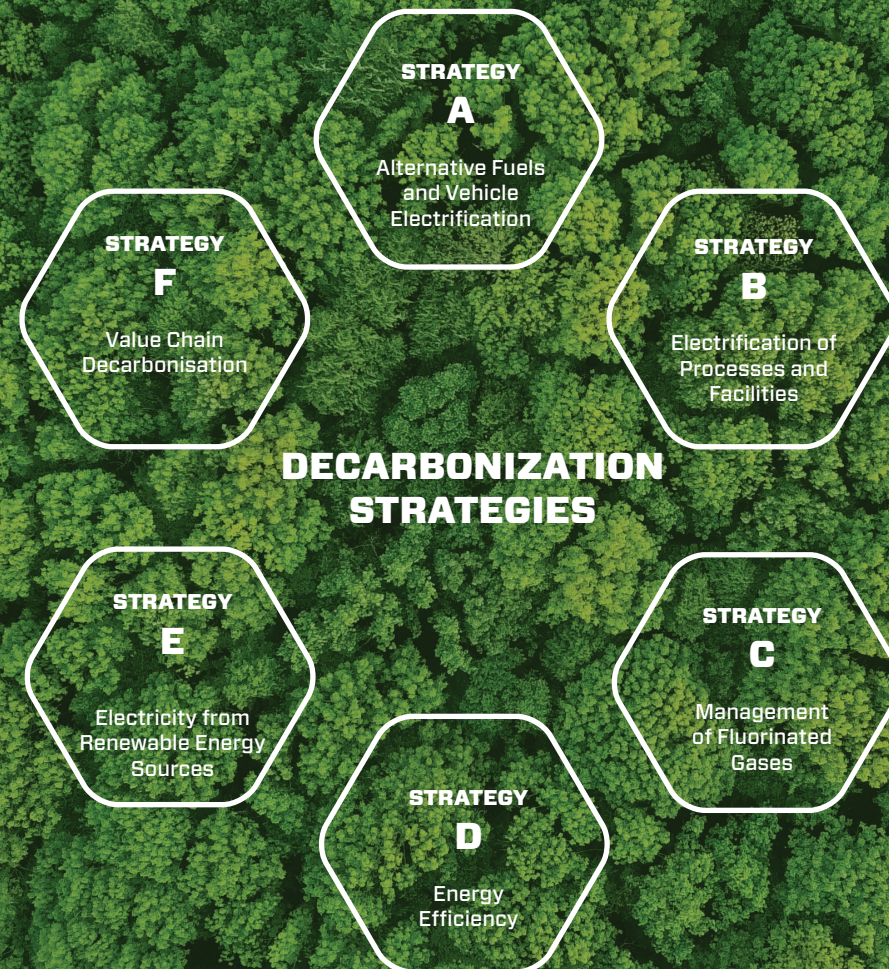 STRATEGY
A
Alternative Fuels
and Vehicle
Electrification
STRATEGY
B
Electrification of
Processes and
Facilities
STRATEGY
C
Management
of Fluorinated
Gases
STRATEGY
D
Energy
Efficiency
STRATEGY
E
Electricity from
Renewable Energy
Sources
STRATEGY
F
Value Chain
Decarbonisation
DECARBONIZATION
STRATEGIES